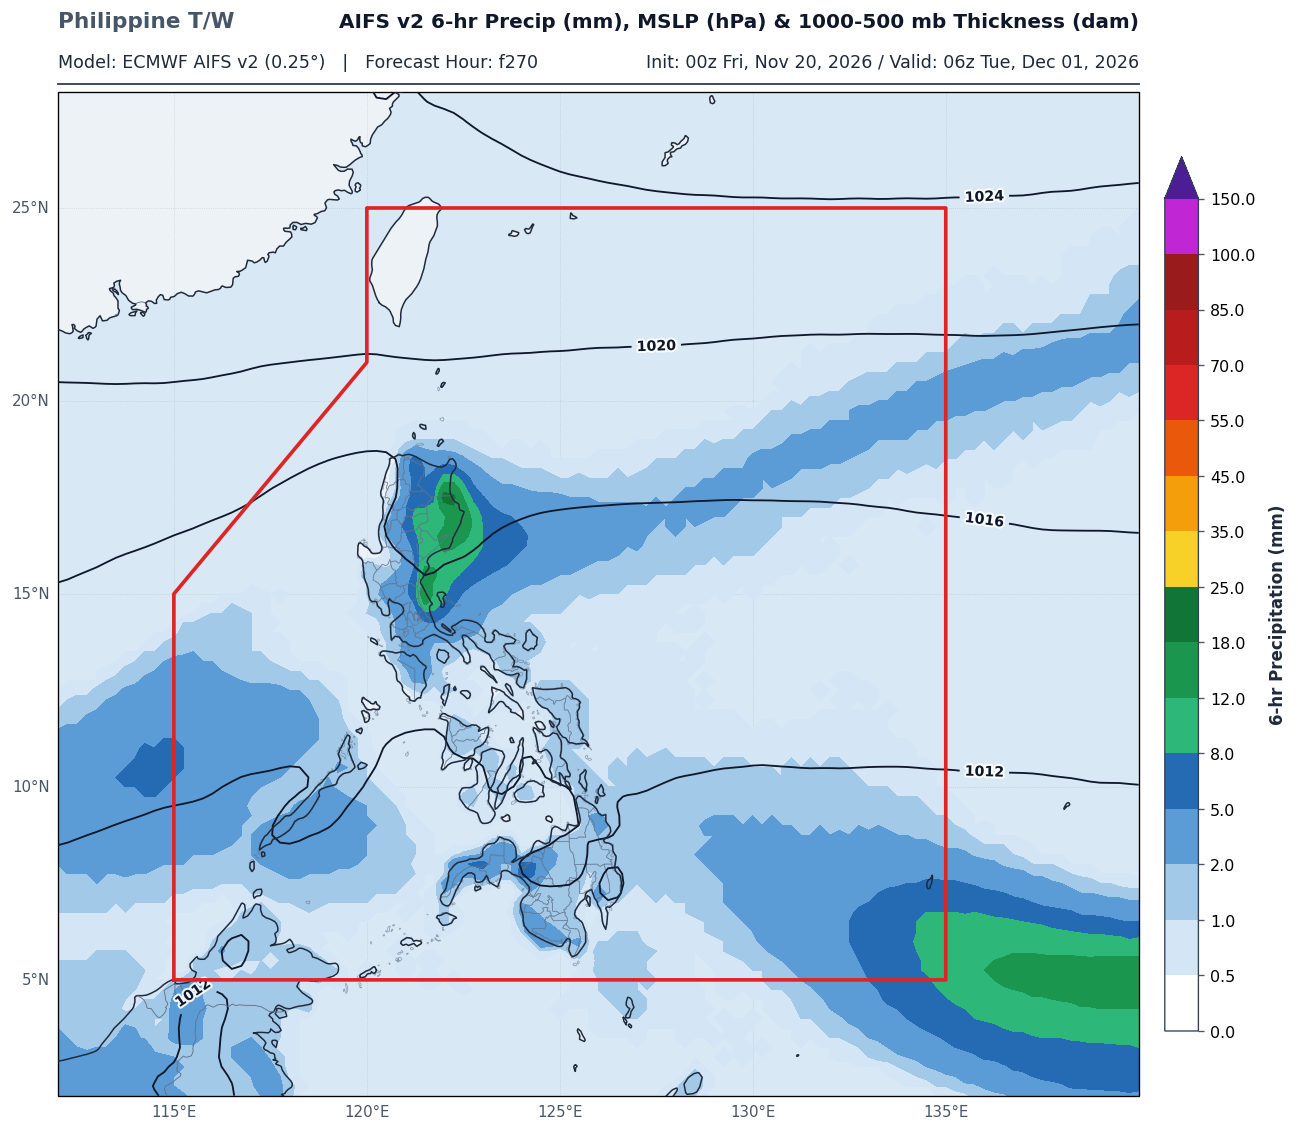 Philippine T/W
AIFS v2 6-hr Precip (mm), MSLP (hPa) & 1000-500 mb Thickness (dam)
Model: ECMWF AIFS v2 (0.25°) | Forecast Hour: f270
Init: 00z Fri, Nov 20, 2026 / Valid: 06z Tue, Dec 01, 2026
1024
1020
1016
1012
1012
25°N
20°N
15°N
10°N
5°N
115°E
120°E
125°E
130°E
135°E
150.0
100.0
85.0
70.0
55.0
45.0
35.0
25.0
18.0
12.0
8.0
5.0
2.0
1.0
0.5
0.0
6-hr Precipitation (mm)